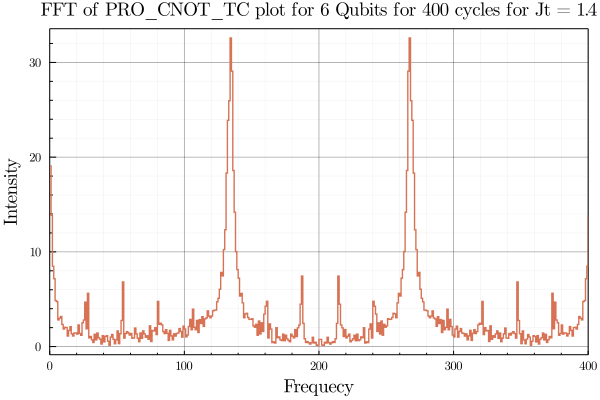 FFT of PRO_CNOT_TC plot for 6 Qubits for 400 cycles for Jt = 1.4
Intensity
30
20
10
0
0 100 200 300 400
Frequecy